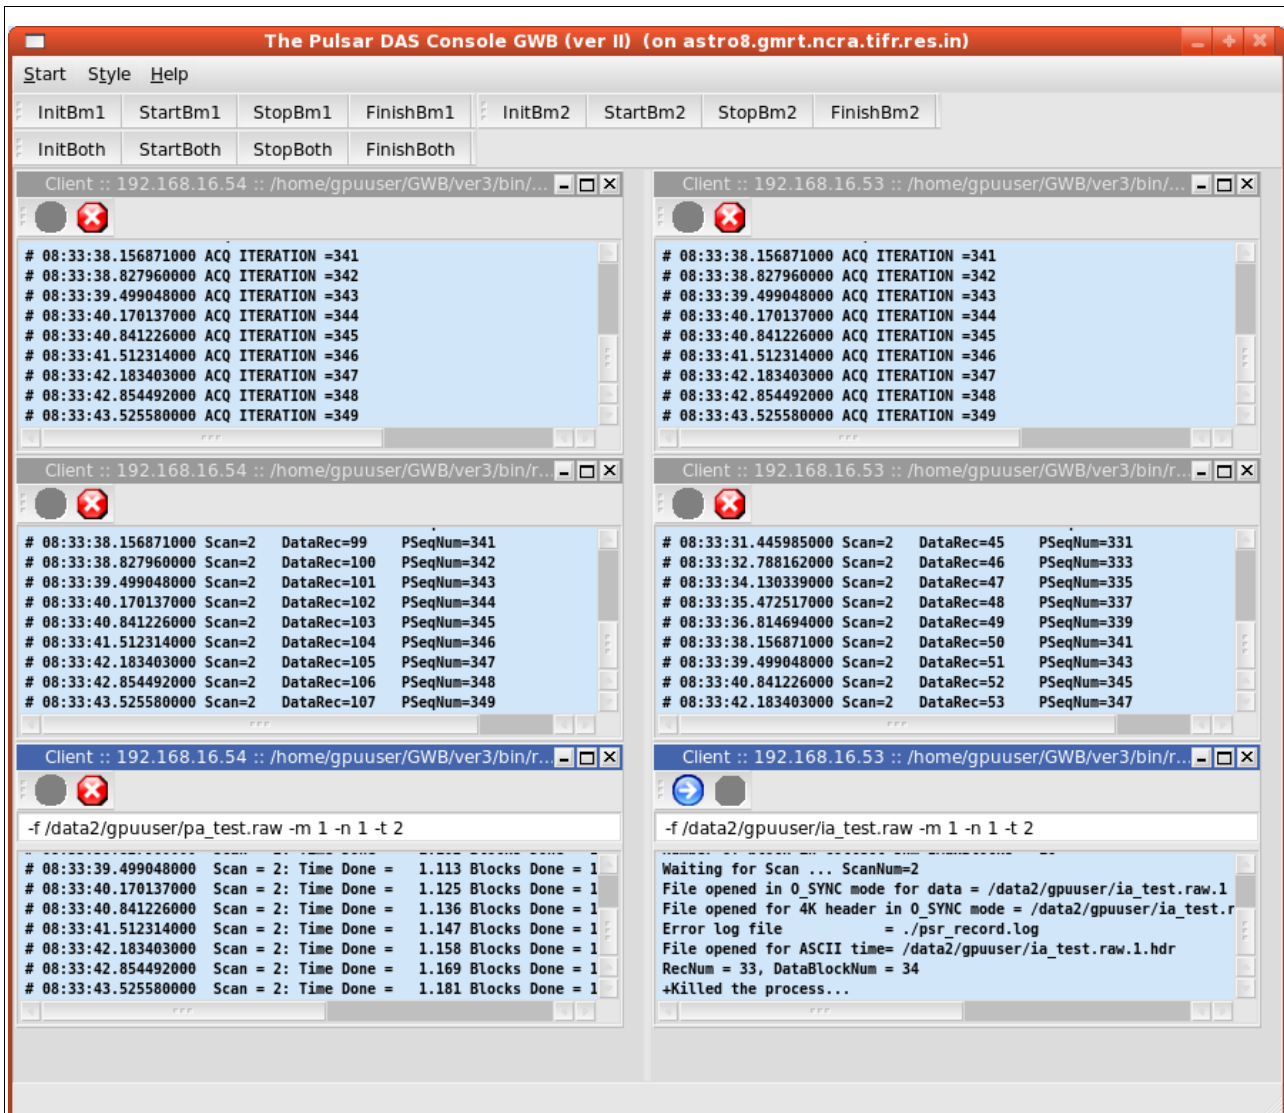 The Pulsar DAS Console GWB (ver II)  (on astro8.gmrt.ncra.tifr.res.in)
Start Style Help
InitBm1 StartBm1 StopBm1 FinishBm1 InitBm2 StartBm2 StopBm2 FinishBm2
InitBoth StartBoth StopBoth FinishBoth
Client :: 192.168.16.54 :: /home/gpuuser/GWB/ver3/bin/...
# 08:33:38.156871000 ACQ ITERATION =341
# 08:33:38.827960000 ACQ ITERATION =342
# 08:33:39.499048000 ACQ ITERATION =343
# 08:33:40.170137000 ACQ ITERATION =344
# 08:33:40.841226000 ACQ ITERATION =345
# 08:33:41.512314000 ACQ ITERATION =346
# 08:33:42.183403000 ACQ ITERATION =347
# 08:33:42.854492000 ACQ ITERATION =348
# 08:33:43.525580000 ACQ ITERATION =349
Client :: 192.168.16.53 :: /home/gpuuser/GWB/ver3/bin/...
# 08:33:38.156871000 ACQ ITERATION =341
# 08:33:38.827960000 ACQ ITERATION =342
# 08:33:39.499048000 ACQ ITERATION =343
# 08:33:40.170137000 ACQ ITERATION =344
# 08:33:40.841226000 ACQ ITERATION =345
# 08:33:41.512314000 ACQ ITERATION =346
# 08:33:42.183403000 ACQ ITERATION =347
# 08:33:42.854492000 ACQ ITERATION =348
# 08:33:43.525580000 ACQ ITERATION =349
Client :: 192.168.16.54 :: /home/gpuuser/GWB/ver3/bin/r...
# 08:33:38.156871000 Scan=2 DataRec=99 PSeqNum=341
# 08:33:38.827960000 Scan=2 DataRec=100 PSeqNum=342
# 08:33:39.499048000 Scan=2 DataRec=101 PSeqNum=343
# 08:33:40.170137000 Scan=2 DataRec=102 PSeqNum=344
# 08:33:40.841226000 Scan=2 DataRec=103 PSeqNum=345
# 08:33:41.512314000 Scan=2 DataRec=104 PSeqNum=346
# 08:33:42.183403000 Scan=2 DataRec=105 PSeqNum=347
# 08:33:42.854492000 Scan=2 DataRec=106 PSeqNum=348
# 08:33:43.525580000 Scan=2 DataRec=107 PSeqNum=349
Client :: 192.168.16.53 :: /home/gpuuser/GWB/ver3/bin/r...
# 08:33:31.445985000 Scan=2 DataRec=45 PSeqNum=331
# 08:33:32.788162000 Scan=2 DataRec=46 PSeqNum=333
# 08:33:34.130339000 Scan=2 DataRec=47 PSeqNum=335
# 08:33:35.472517000 Scan=2 DataRec=48 PSeqNum=337
# 08:33:36.814694000 Scan=2 DataRec=49 PSeqNum=339
# 08:33:38.156871000 Scan=2 DataRec=50 PSeqNum=341
# 08:33:39.499048000 Scan=2 DataRec=51 PSeqNum=343
# 08:33:40.841226000 Scan=2 DataRec=52 PSeqNum=345
# 08:33:42.183403000 Scan=2 DataRec=53 PSeqNum=347
Client :: 192.168.16.54 :: /home/gpuuser/GWB/ver3/bin/r...
-f /data2/gpuuser/pa_test.raw -m 1 -n 1 -t 2
# 08:33:39.499048000 Scan = 2: Time Done = 1.113 Blocks Done = 1
# 08:33:40.170137000 Scan = 2: Time Done = 1.125 Blocks Done = 1
# 08:33:40.841226000 Scan = 2: Time Done = 1.136 Blocks Done = 1
# 08:33:41.512314000 Scan = 2: Time Done = 1.147 Blocks Done = 1
# 08:33:42.183403000 Scan = 2: Time Done = 1.158 Blocks Done = 1
# 08:33:42.854492000 Scan = 2: Time Done = 1.169 Blocks Done = 1
# 08:33:43.525580000 Scan = 2: Time Done = 1.181 Blocks Done = 1
Client :: 192.168.16.53 :: /home/gpuuser/GWB/ver3/bin/r...
-f /data2/gpuuser/ia_test.raw -m 1 -n 1 -t 2
Waiting for Scan ... ScanNum=2
File opened in O_SYNC mode for data = /data2/gpuuser/ia_test.raw.1
File opened for 4K header in O_SYNC mode = /data2/gpuuser/ia_test.r
Error log file = ./psr_record.log
File opened for ASCII time= /data2/gpuuser/ia_test.raw.1.hdr
RecNum = 33, DataBlockNum = 34
+Killed the process...